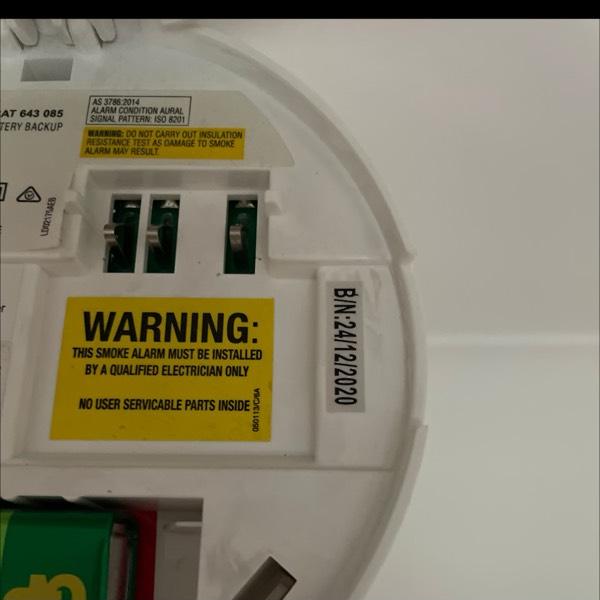 CAT 643 085
TERY BACKUP
AS 3786:2014
ALARM CONDITION AURAL
SIGNAL PATTERN: ISO 8201
WARNING: DO NOT CARRY OUT INSULATION
RESISTANCE TEST AS DAMAGE TO SMOKE
ALARM MAY RESULT.
LD02175AEB
WARNING:
THIS SMOKE ALARM MUST BE INSTALLED
BY A QUALIFIED ELECTRICIAN ONLY
NO USER SERVICABLE PARTS INSIDE
B/N:24/12/2020